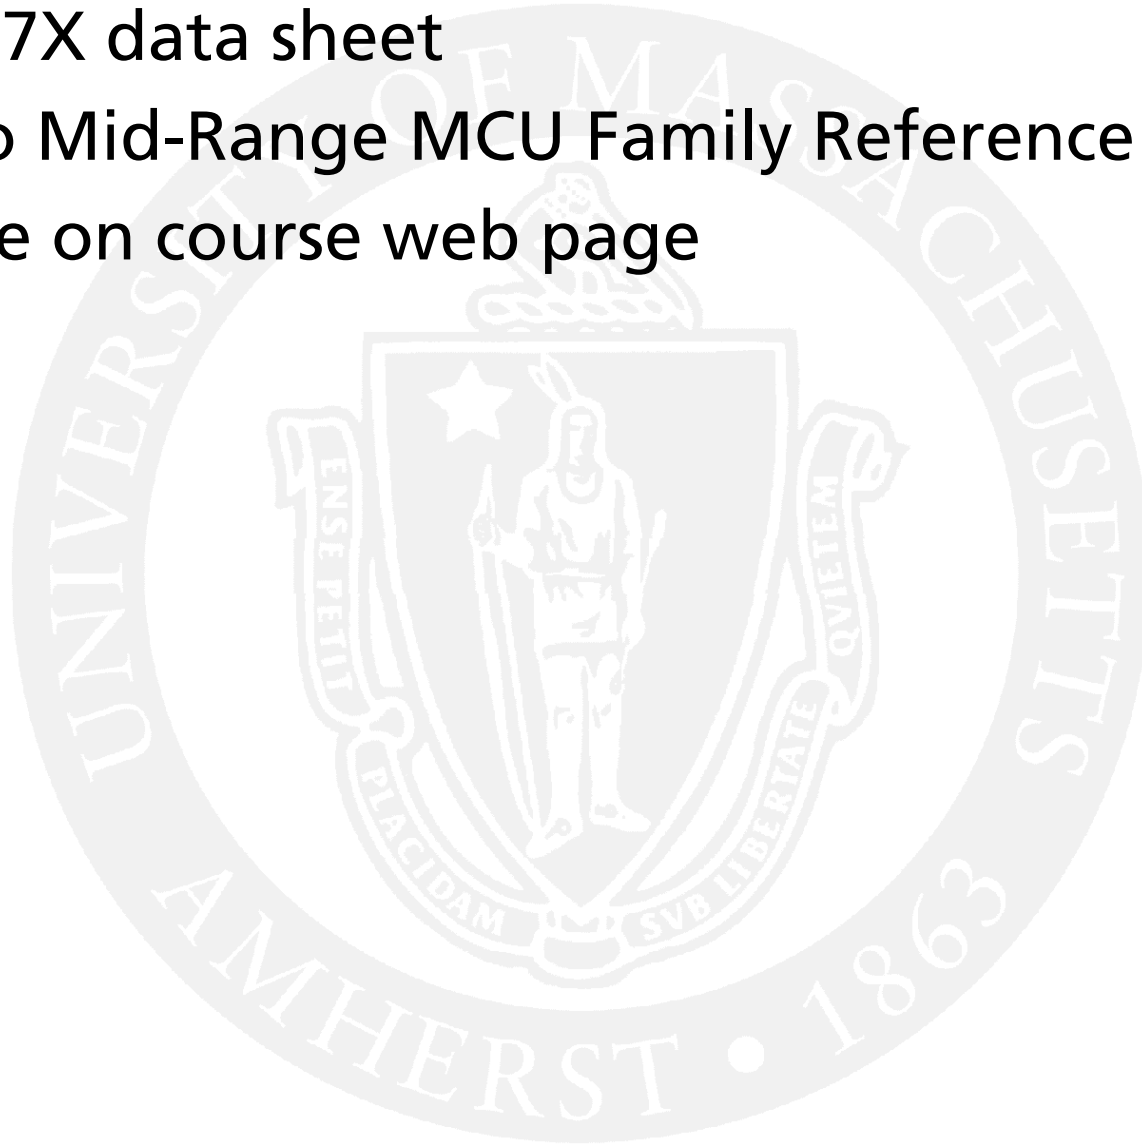 7X data sheet
o Mid-Range MCU Family Reference
e on course web page
UNIVERSITY OF MASSACHUSETTS
AMHERST • 1863
ENSE PETIT
PLACIDAM
SVB LIBERTATE
QVIETEM